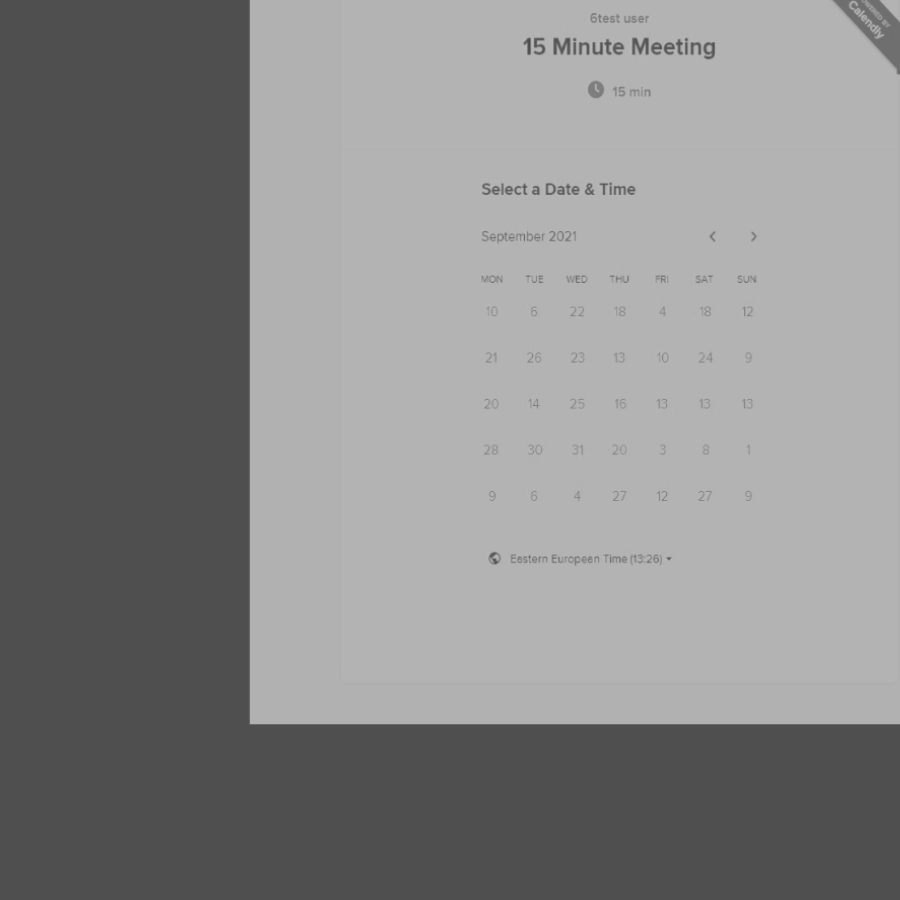 POWERED BY
Calendly
6test user
15 Minute Meeting
15 min
Select a Date & Time
September 2021
MON TUE WED THU FRI SAT SUN
10 6 22 18 4 18 12
21 26 23 13 10 24 9
20 14 25 16 13 13 13
28 30 31 20 3 8 1
9 6 4 27 12 27 9
Eastern European Time (13:26)